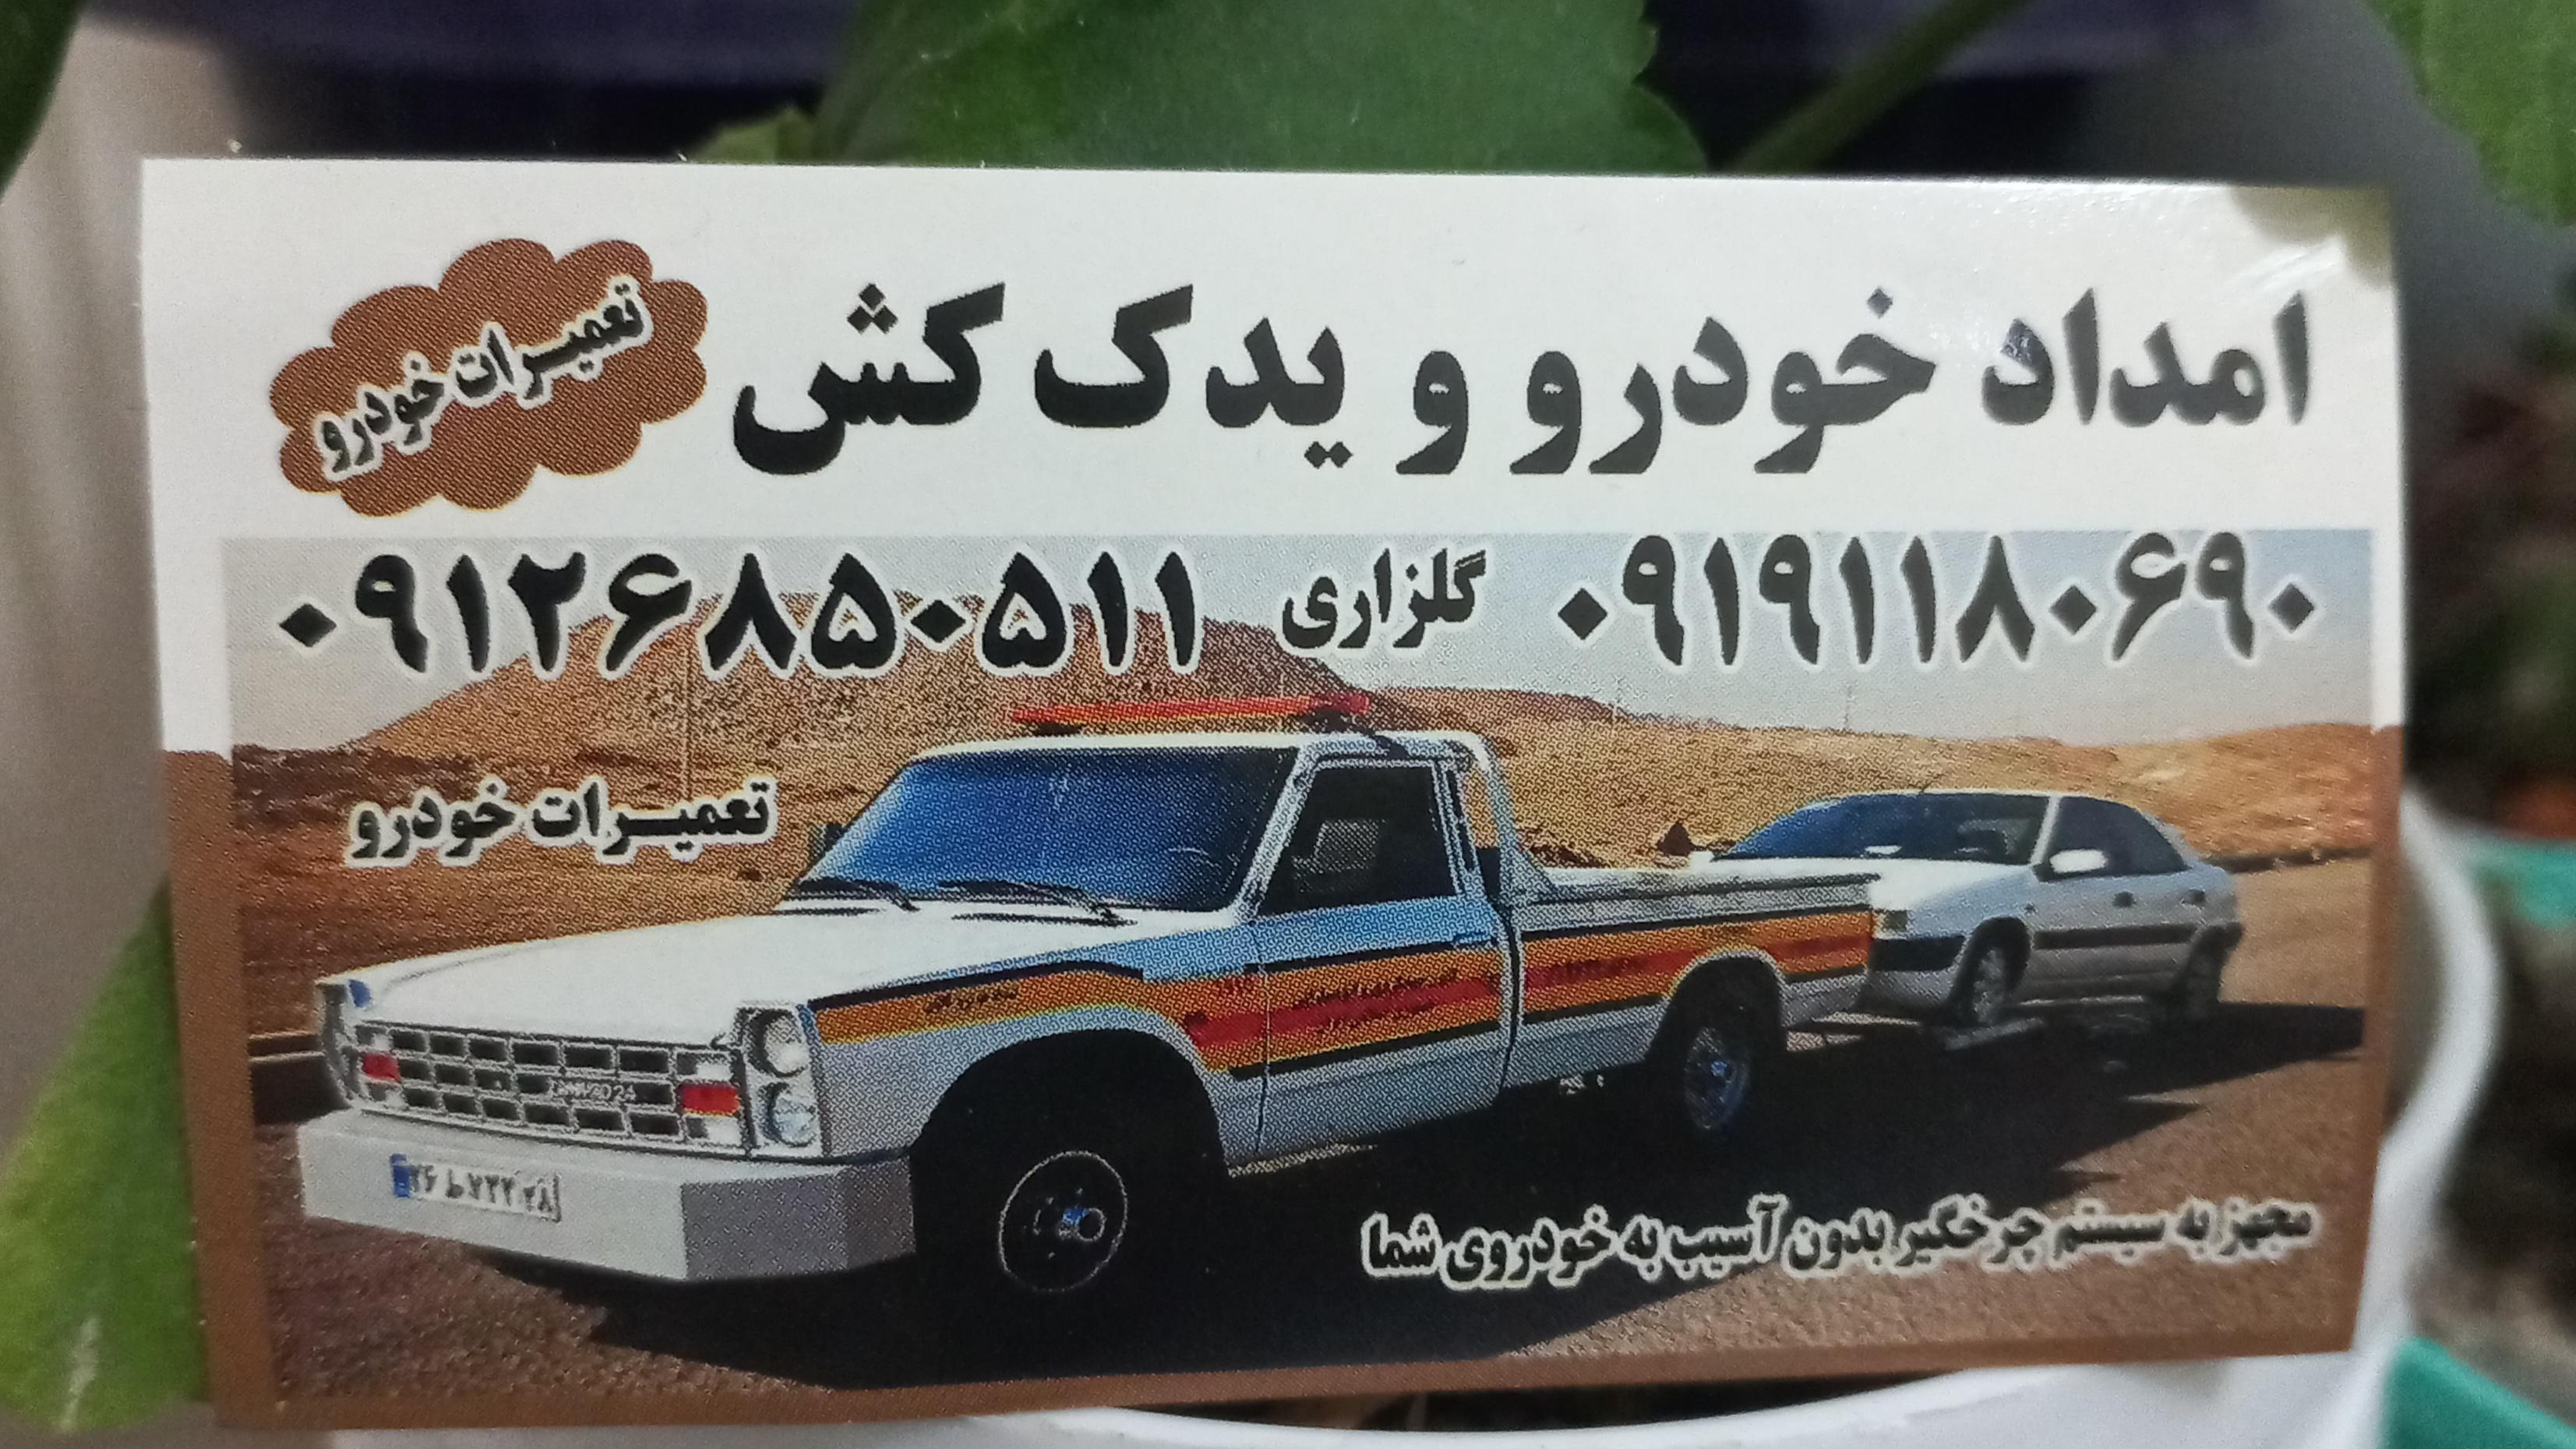 امداد خودرو و یدک کش
تعمیرات خودرو
۰۹۱۹۱۱۸۰۶۹۰ گلزاری ۰۹۱۲۶۸۵۰۵۱۱
تعمیرات خودرو
مجهز به سیستم چرخگیر بدون آسیب به خودروی شما